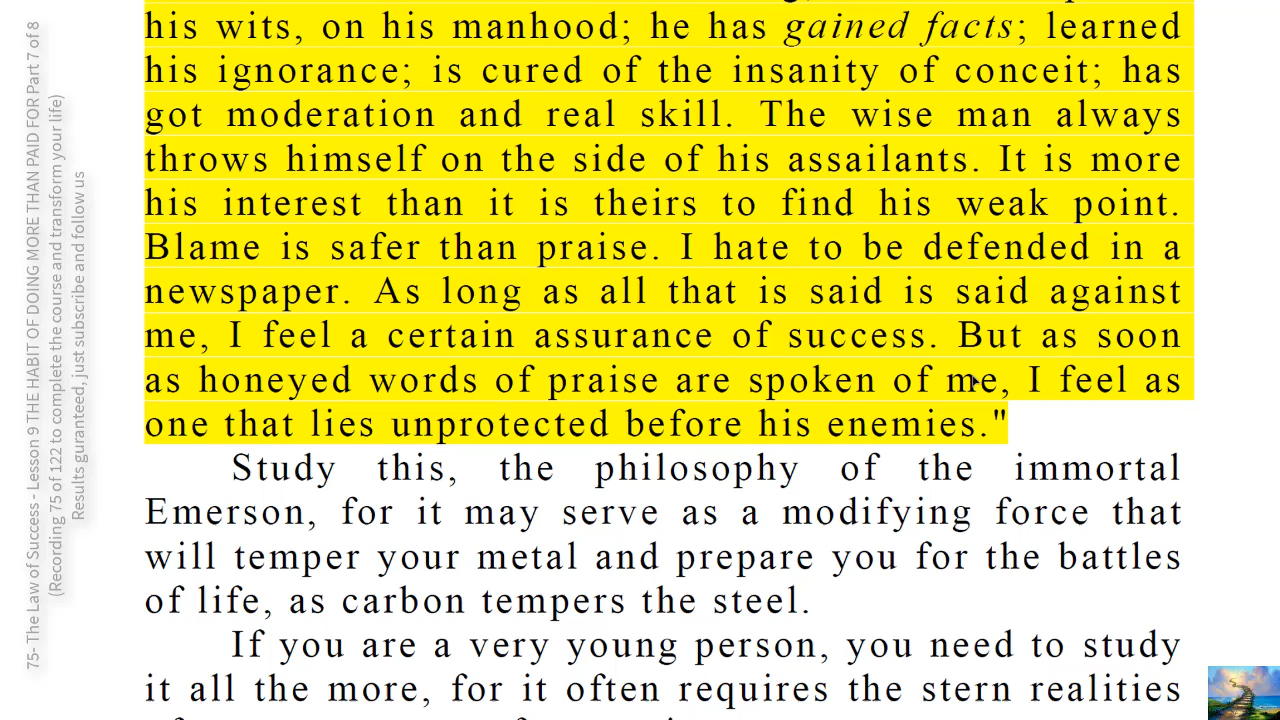 his wits, on his manhood; he has gained facts; learned
his ignorance; is cured of the insanity of conceit; has
got moderation and real skill. The wise man always
throws himself on the side of his assailants. It is more
his interest than it is theirs to find his weak point.
Blame is safer than praise. I hate to be defended in a
newspaper. As long as all that is said is said against
me, I feel a certain assurance of success. But as soon
as honeyed words of praise are spoken of me, I feel as
one that lies unprotected before his enemies."
Study this, the philosophy of the immortal
Emerson, for it may serve as a modifying force that
will temper your metal and prepare you for the battles
of life, as carbon tempers the steel.
If you are a very young person, you need to study
it all the more, for it often requires the stern realities
75- The Law of Success - Lesson 9 THE HABIT OF DOING MORE THAN PAID FOR Part 7 of 8
(Recording 75 of 122 to complete the course and transform your life)
Results guranteed, just subscribe and follow us